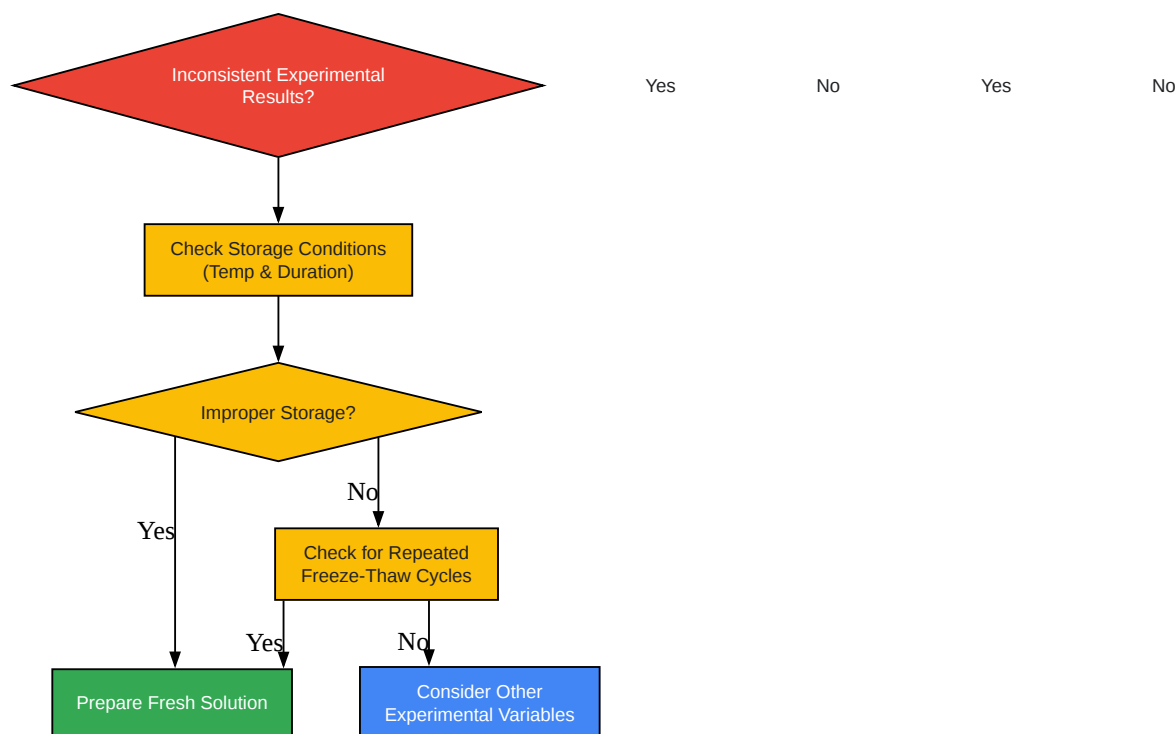 Inconsistent Experimental
Results?
Yes
No
Yes
No
Check Storage Conditions
(Temp & Duration)
Improper Storage?
No
Yes
Check for Repeated
Freeze-Thaw Cycles
Yes
No
Prepare Fresh Solution
Consider Other
Experimental Variables